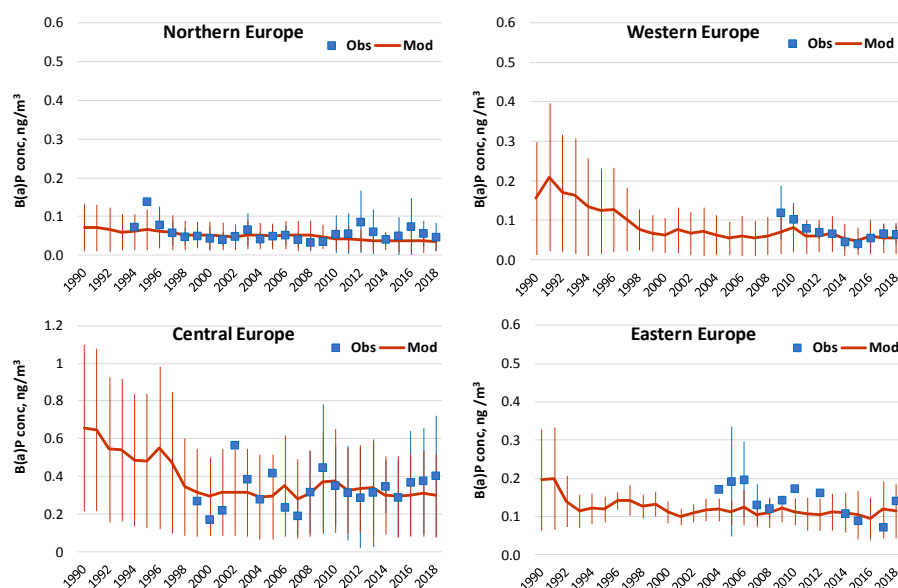 Northern Europe
Obs Mod
B(a)P conc, ng/m³
0.6
0.5
0.4
0.3
0.2
0.1
0.0
1990 1992 1994 1996 1998 2000 2002 2004 2006 2008 2010 2012 2014 2016 2018
Western Europe
Obs Mod
B(a)P conc, ng /m³
0.6
0.5
0.4
0.3
0.2
0.1
0.0
1990 1992 1994 1996 1998 2000 2002 2004 2006 2008 2010 2012 2014 2016 2018
Central Europe
Obs Mod
B(a)P conc, ng/m³
1.2
1
0.8
0.6
0.4
0.2
0
1990 1992 1994 1996 1998 2000 2002 2004 2006 2008 2010 2012 2014 2016 2018
Eastern Europe
Obs Mod
B(a)P conc, ng /m³
0.6
0.5
0.4
0.3
0.2
0.1
0.0
1990 1992 1994 1996 1998 2000 2002 2004 2006 2008 2010 2012 2014 2016 2018